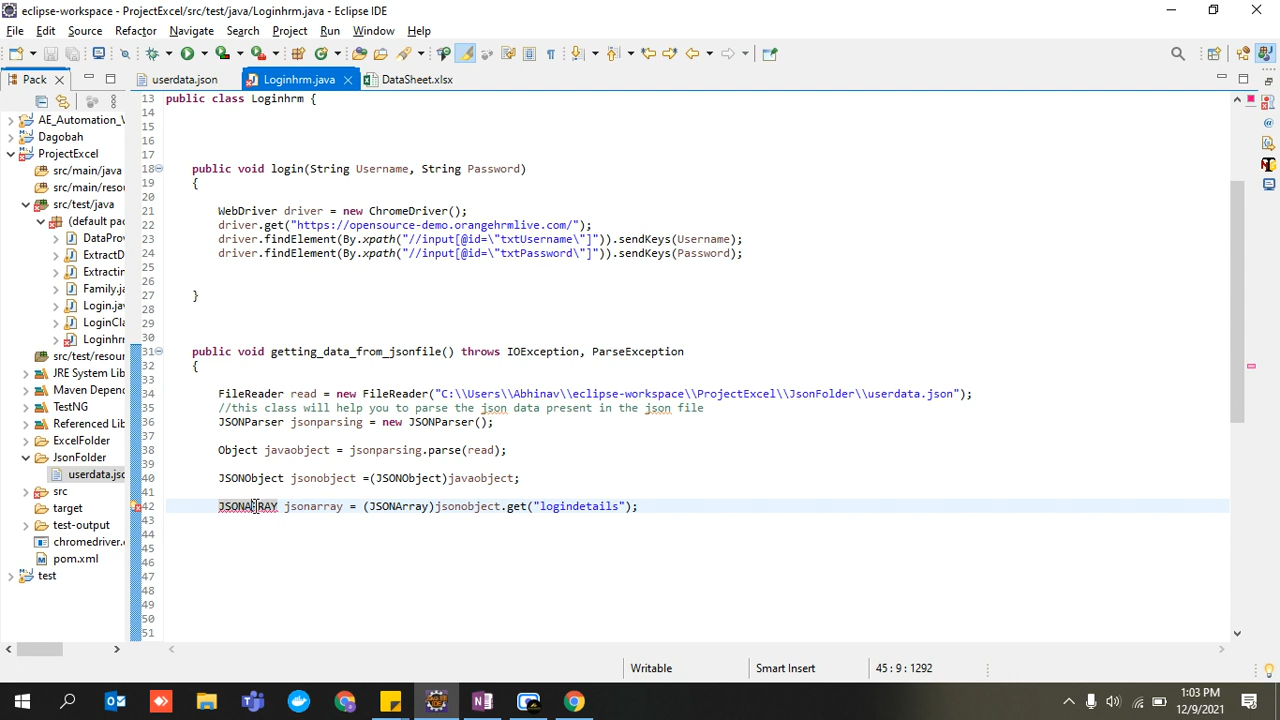 eclipse-workspace - ProjectExcel/src/test/java/Loginhrm.java - Eclipse IDE
File Edit Source Refactor Navigate Search Project Run Window Help
Pack userdata.json Loginhrm.java DataSheet.xlsx
AE_Automation_V
Dagobah
ProjectExcel
src/main/java
src/main/resou
src/test/java
(default pac
DataProv
ExtractD
Extractin
Family.ja
Login.jav
LoginCla
Loginhr
src/test/resour
JRE System Lib
Maven Depend
TestNG
Referenced Lib
ExcelFolder
JsonFolder
userdata.jso
src
target
test-output
chromedriver.e
pom.xml
test
13 public class Loginhrm {
14
15
16
17
18 public void login(String Username, String Password)
19 {
20
21 WebDriver driver = new ChromeDriver();
22 driver.get("https://opensource-demo.orangehrmlive.com/");
23 driver.findElement(By.xpath("//input[@id=\"txtUsername\"]")).sendKeys(Username);
24 driver.findElement(By.xpath("//input[@id=\"txtPassword\"]")).sendKeys(Password);
25
26
27 }
28
29
30
31 public void getting_data_from_jsonfile() throws IOException, ParseException
32 {
33
34 FileReader read = new FileReader("C:\\Users\\Abhinav\\eclipse-workspace\\ProjectExcel\\JsonFolder\\userdata.json");
35 //this class will help you to parse the json data present in the json file
36 JSONParser jsonparsing = new JSONParser();
37
38 Object javaobject = jsonparsing.parse(read);
39
40 JSONObject jsonobject =(JSONObject)javaobject;
41
42 JSONARRAY jsonarray = (JSONArray)jsonobject.get("logindetails");
43
44
45
46
47
48
49
50
51
Writable Smart Insert 45 : 9 : 1292
1:03 PM
12/9/2021